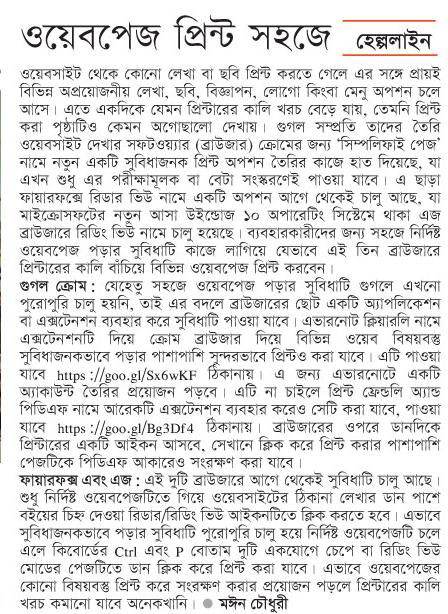 ওয়েবপেজ প্রিন্ট সহজে
হেল্পলাইন
ওয়েবসাইট থেকে কোনো লেখা বা ছবি প্রিন্ট করতে গেলে এর সঙ্গে প্রায়ই
বিভিন্ন অপ্রয়োজনীয় লেখা, ছবি, বিজ্ঞাপন, লোগো কিংবা মেনু অপশন চলে
আসে। এতে একদিকে যেমন প্রিন্টারের কালি খরচ বেড়ে যায়, তেমনি প্রিন্ট
করা পৃষ্ঠাটিও কেমন অগোছালো দেখায়। গুগল সম্প্রতি তাদের তৈরি
ওয়েবসাইট দেখার সফটওয়্যার (ব্রাউজার) ক্রোমের জন্য ‘সিম্পলিফাই পেজ’
নামে নতুন একটি সুবিধাজনক প্রিন্ট অপশন তৈরির কাজে হাত দিয়েছে, যা
এখন শুধু এর পরীক্ষামূলক বা বেটা সংস্করণেই পাওয়া যাবে। এ ছাড়া
ফায়ারফক্সে রিডার ভিউ নামে একটি অপশন আগে থেকেই চালু আছে, যা
মাইক্রোসফটের নতুন আসা উইন্ডোজ ১০ অপারেটিং সিস্টেমে থাকা এজ
ব্রাউজারে রিডিং ভিউ নামে চালু হয়েছে। ব্যবহারকারীদের জন্য সহজে নির্দিষ্ট
ওয়েবপেজ পড়ার সুবিধাটি কাজে লাগিয়ে যেভাবে এই তিন ব্রাউজারে
প্রিন্টারের কালি বাঁচিয়ে বিভিন্ন ওয়েবপেজ প্রিন্ট করবেন।
গুগল ক্রোম : যেহেতু সহজে ওয়েবপেজ পড়ার সুবিধাটি গুগলে এখনো
পুরোপুরি চালু হয়নি, তাই এর বদলে ব্রাউজারের ছোট একটি অ্যাপলিকেশন
বা এক্সটেনশন ব্যবহার করে সুবিধাটি পাওয়া যাবে। এভারনোট ক্লিয়ারলি নামে
এক্সটেনশনটি দিয়ে ক্রোম ব্রাউজার দিয়ে বিভিন্ন ওয়েব বিষয়বস্তু
সুবিধাজনকভাবে পড়ার পাশাপাশি সুন্দরভাবে প্রিন্টও করা যাবে। এটি পাওয়া
যাবে https://goo.gl/Sx6wKF ঠিকানায়। এ জন্য এভারনোটে একটি
অ্যাকাউন্ট তৈরির প্রয়োজন পড়বে। এটি না চাইলে প্রিন্ট ফ্রেন্ডলি অ্যান্ড
পিডিএফ নামে আরেকটি এক্সটেনশন ব্যবহার করেও সেটি করা যাবে, পাওয়া
যাবে https://goo.gl/Bg3Df4 ঠিকানায়। ব্রাউজারের ওপরে ডানদিকে
প্রিন্টারের একটি আইকন আসবে, সেখানে ক্লিক করে প্রিন্ট করার পাশাপাশি
পেজটিকে পিডিএফ আকারেও সংরক্ষণ করা যাবে।
ফায়ারফক্স এবং এজ : এই দুটি ব্রাউজারে আগে থেকেই সুবিধাটি চালু আছে।
শুধু নির্দিষ্ট ওয়েবপেজটিতে গিয়ে ওয়েবসাইটের ঠিকানা লেখার ডান পাশে
বইয়ের চিহ্ন দেওয়া রিডার/রিডিং ভিউ আইকনটিতে ক্লিক করতে হবে। এভাবে
সুবিধাজনকভাবে পড়ার সুবিধাটি পুরোপুরি চালু হয়ে নির্দিষ্ট ওয়েবপেজটি চলে
এলে কিবোর্ডের Ctrl এবং P বোতাম দুটি একযোগে চেপে বা রিডিং ভিউ
মোডের পেজটিতে ডান ক্লিক করে প্রিন্ট করা যাবে। এভাবে ওয়েবপেজের
কোনো বিষয়বস্তু প্রিন্ট করে সংরক্ষণ করার প্রয়োজন পড়লে প্রিন্টারের কালি
খরচ কমানো যাবে অনেকখানি। ● মঈন চৌধুরী